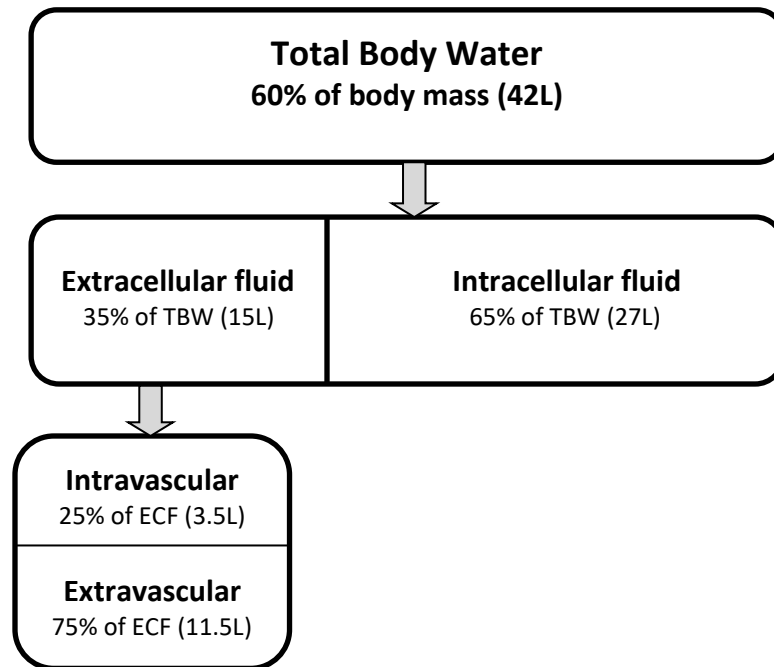 Total Body Water
60% of body mass (42L)
Extracellular fluid
35% of TBW (15L)
Intracellular fluid
65% of TBW (27L)
Intravascular
25% of ECF (3.5L)
Extravascular
75% of ECF (11.5L)